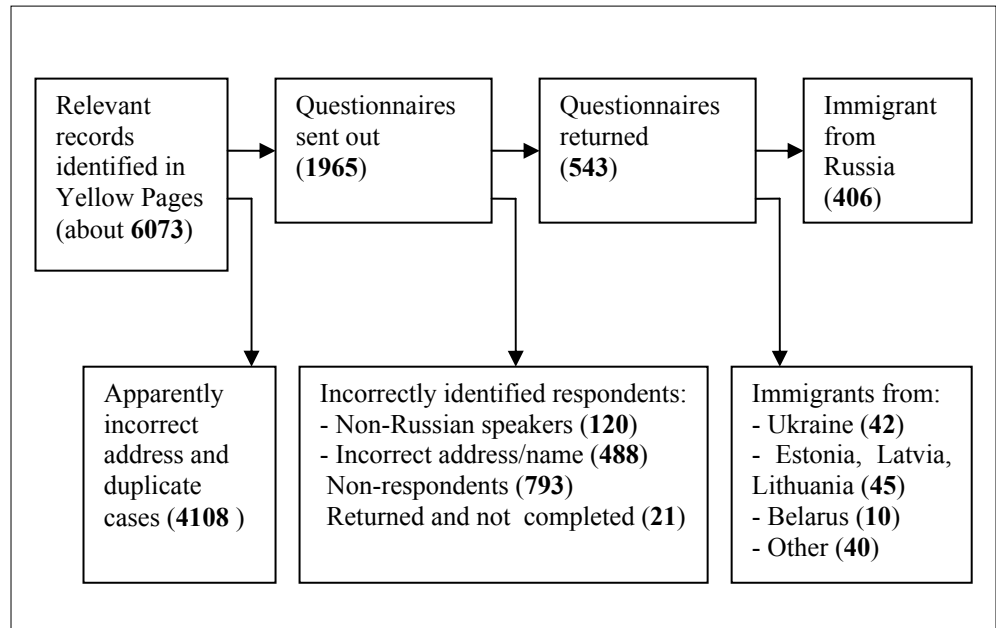 Relevant
records
identified in
Yellow Pages
(about 6073)
Questionnaires
sent out
(1965)
Questionnaires
returned
(543)
Immigrant
from
Russia
(406)
Apparently
incorrect
address and
duplicate
cases (4108 )
Incorrectly identified respondents:
- Non-Russian speakers (120)
- Incorrect address/name (488)
Non-respondents (793)
Returned and not completed (21)
Immigrants from:
- Ukraine (42)
- Estonia, Latvia,
Lithuania (45)
- Belarus (10)
- Other (40)